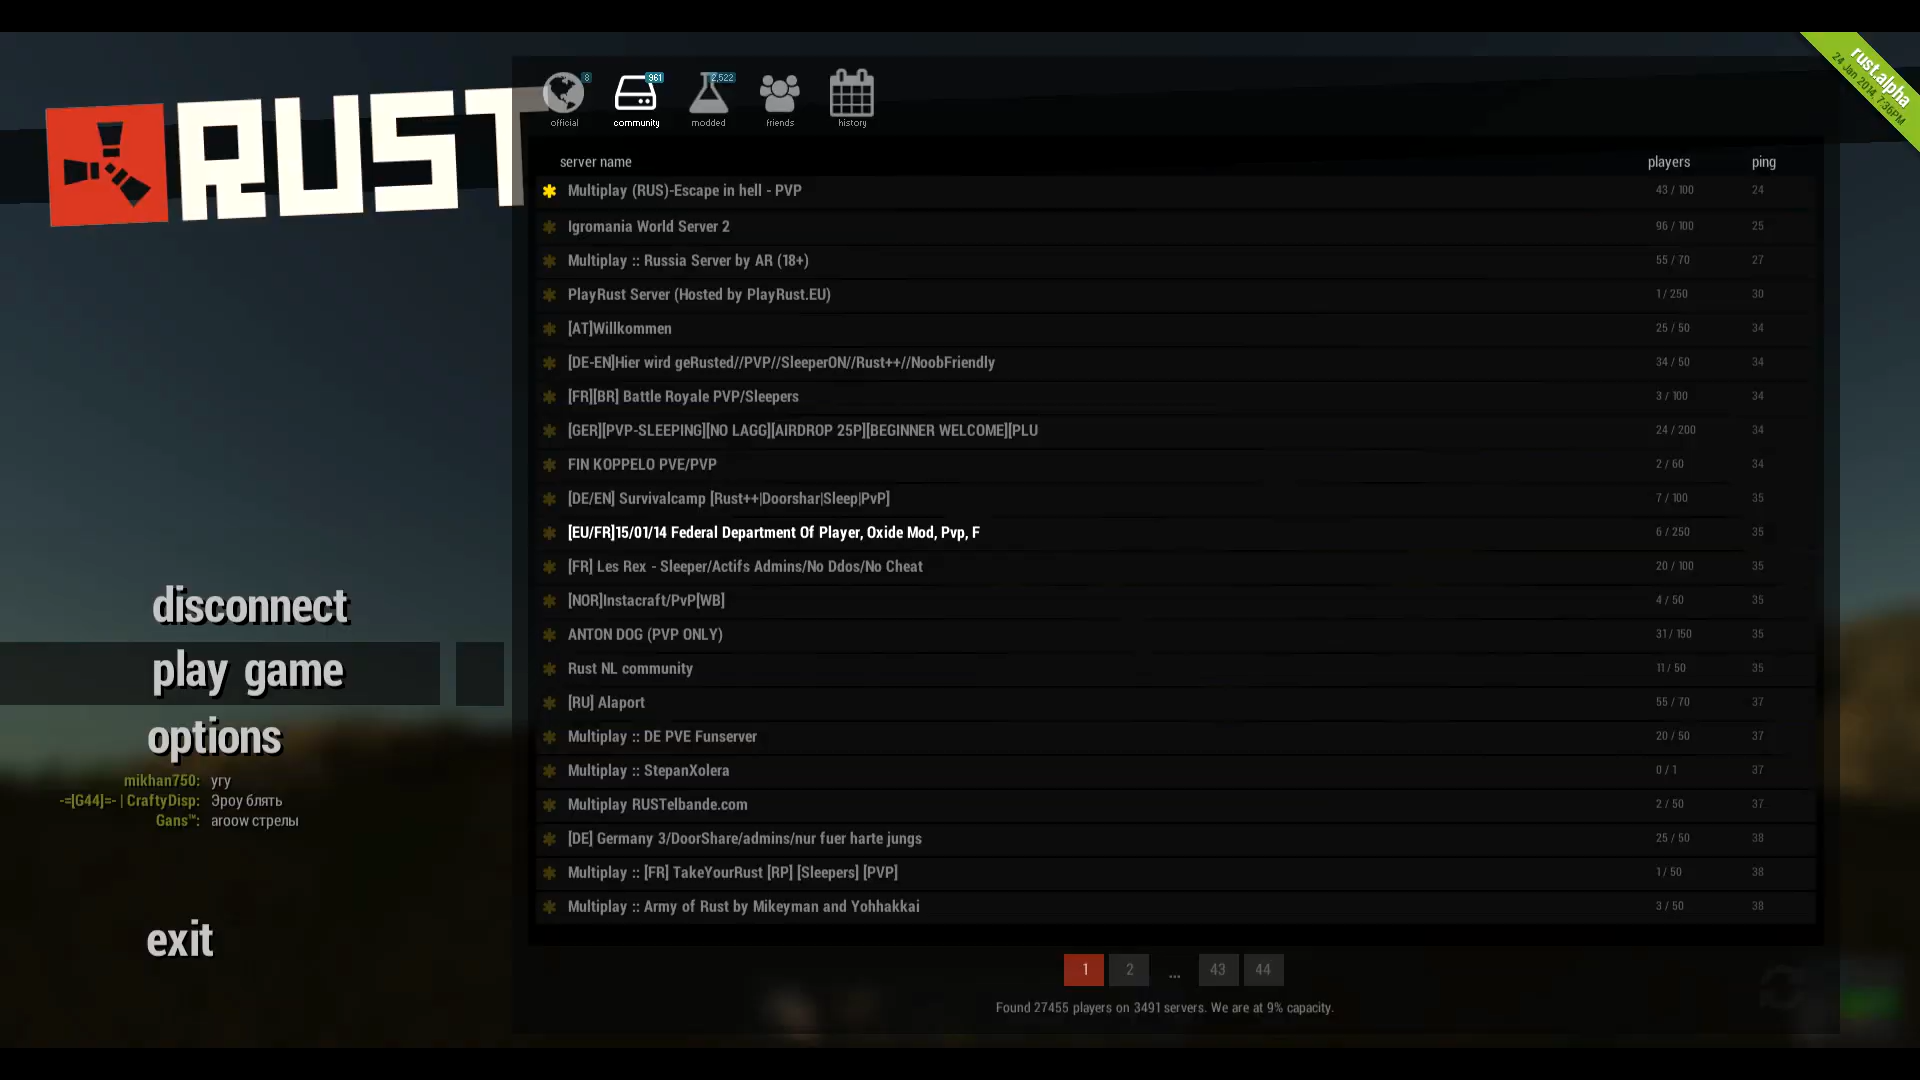 RUST
8
961
2,522
official
community
modded
friends
history
rust.alpha
24 Jan 2014, 7:36PM
server name players ping
Multiplay (RUS)-Escape in hell - PVP 43 / 100 24
Igromania World Server 2 96 / 100 25
Multiplay :: Russia Server by AR (18+) 55 / 70 27
PlayRust Server (Hosted by PlayRust.EU) 1 / 250 30
[AT]Willkommen 25 / 50 34
[DE-EN]Hier wird geRusted//PVP//SleeperON//Rust++//NoobFriendly 34 / 50 34
[FR][BR] Battle Royale PVP/Sleepers 3 / 100 34
[GER][PVP-SLEEPING][NO LAGG][AIRDROP 25P][BEGINNER WELCOME][PLU 24 / 200 34
FIN KOPPELO PVE/PVP 2 / 60 34
[DE/EN] Survivalcamp [Rust++|Doorshar|Sleep|PvP] 7 / 100 35
[EU/FR]15/01/14 Federal Department Of Player, Oxide Mod, Pvp, F 6 / 250 35
[FR] Les Rex - Sleeper/Actifs Admins/No Ddos/No Cheat 20 / 100 35
[NOR]Instacraft/PvP[WB] 4 / 50 35
ANTON DOG (PVP ONLY) 31 / 150 35
Rust NL community 11 / 50 35
[RU] Alaport 55 / 70 37
Multiplay :: DE PVE Funserver 20 / 50 37
Multiplay :: StepanXolera 0 / 1 37
Multiplay RUSTelbande.com 2 / 50 37
[DE] Germany 3/DoorShare/admins/nur fuer harte jungs 25 / 50 38
Multiplay :: [FR] TakeYourRust [RP] [Sleepers] [PVP] 1 / 50 38
Multiplay :: Army of Rust by Mikeyman and Yohhakkai 3 / 50 38
1 2 ... 43 44
Found 27455 players on 3491 servers. We are at 9% capacity.
disconnect
play game
options
mikhan750: угу
-=[G44]=- | CraftyDisp: Эроу блять
Gans™: aroow стрелы
exit